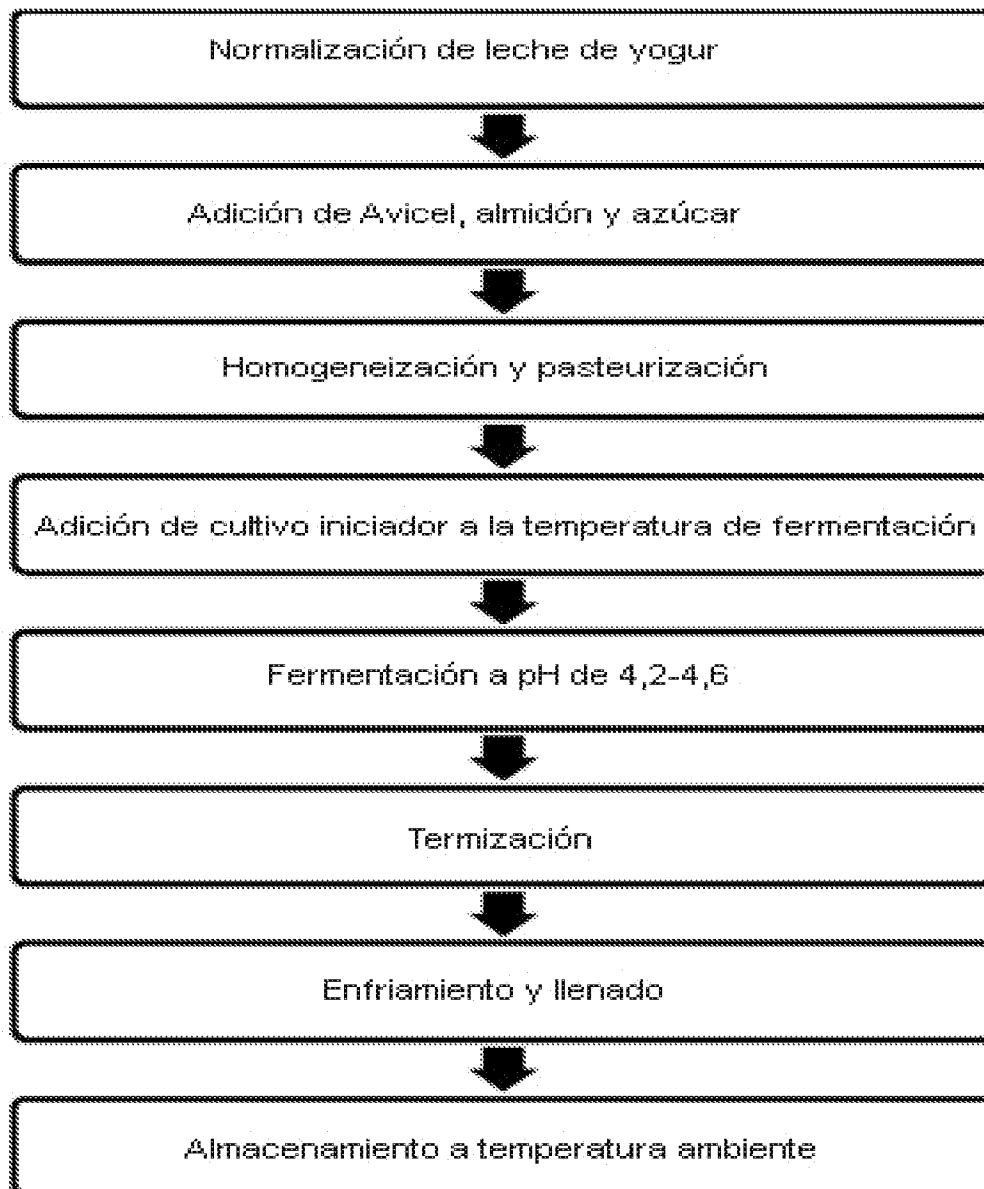 Normalización de leche de yogur
Adición de Avicel, almidón y azúcar
Homogeneización y pasteurización
Adición de cultivo iniciador a la temperatura de fermentación
Fermentación a pH de 4,2-4,6
Termización
Enfriamiento y llenado
Almacenamiento a temperatura ambiente